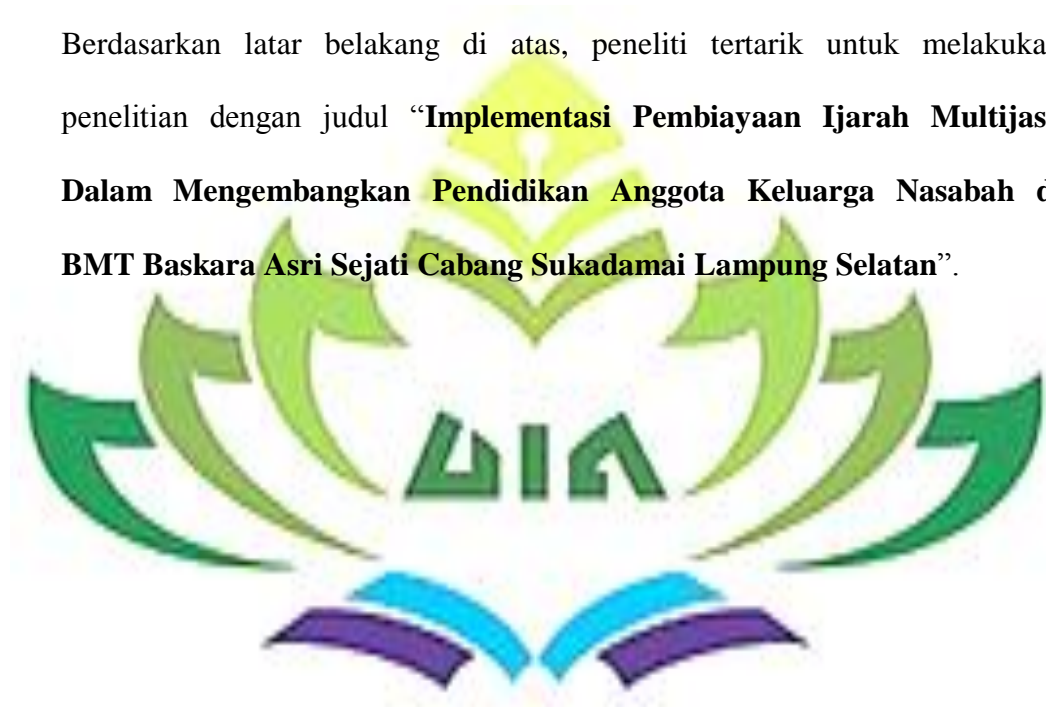 Berdasarkan latar belakang di atas, peneliti tertarik untuk melakuka
penelitian dengan judul “Implementasi Pembiayaan Ijarah Multijas
Dalam Mengembangkan Pendidikan Anggota Keluarga Nasabah d
BMT Baskara Asri Sejati Cabang Sukadamai Lampung Selatan”.
UIN